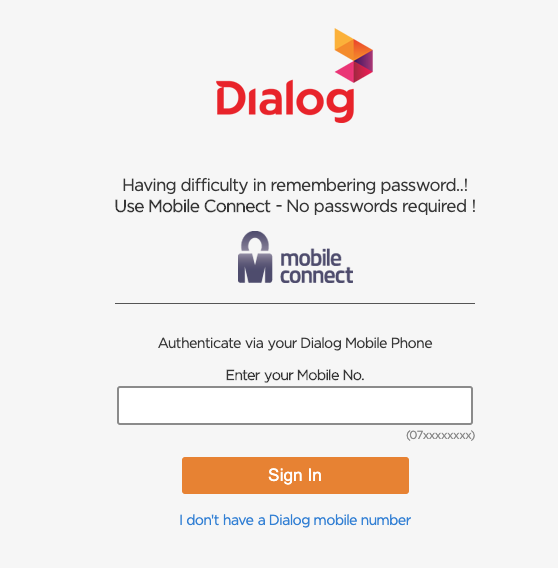 Dialog
Having difficulty in remembering password..!
Use Mobile Connect - No passwords required !
mobile
connect
Authenticate via your Dialog Mobile Phone
Enter your Mobile No.
(07xxxxxxxx)
Sign In
I don't have a Dialog mobile number